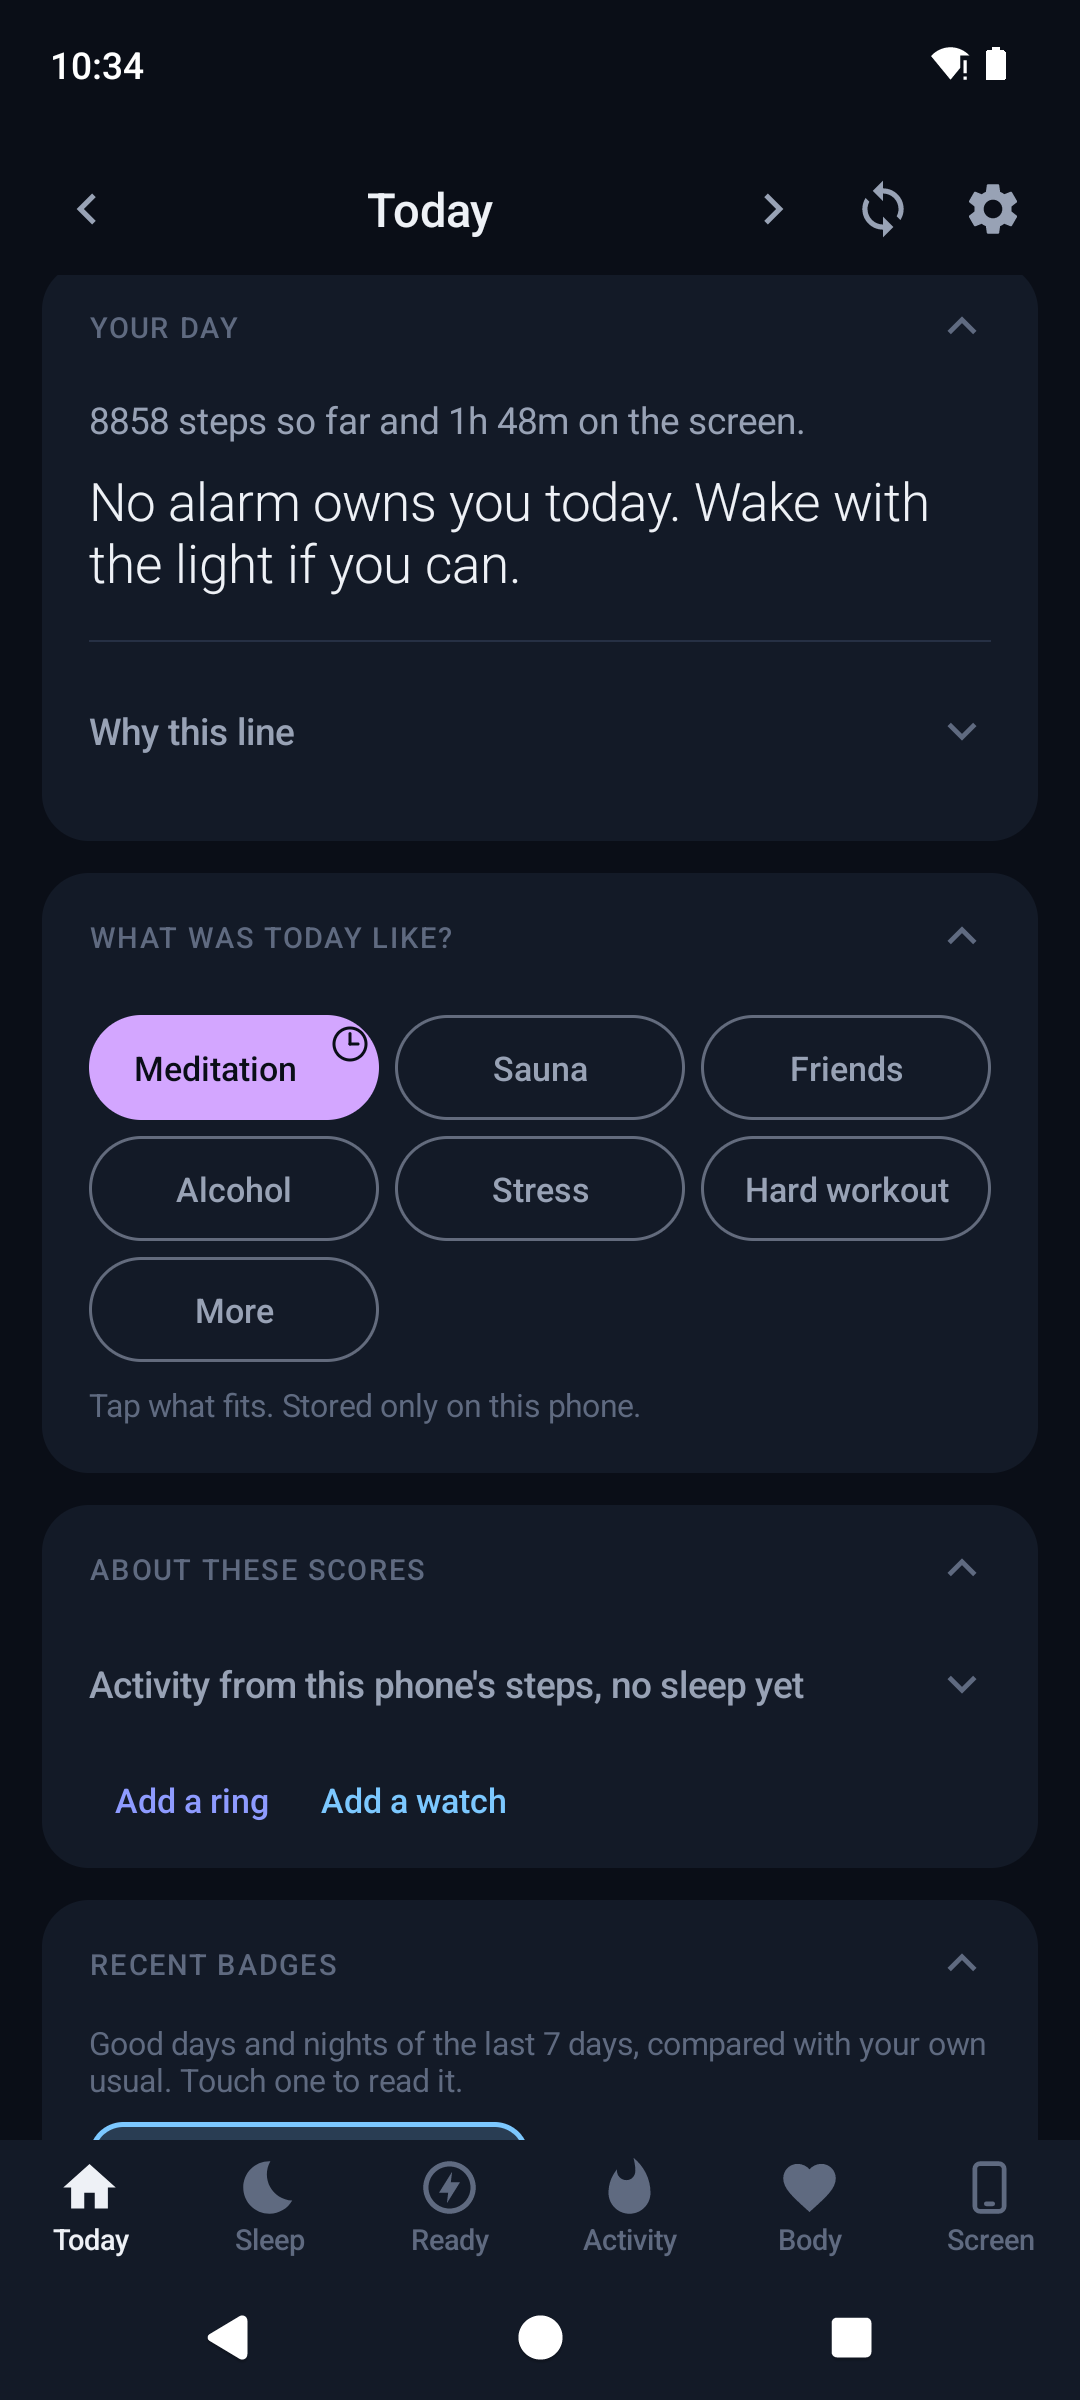 10:34
Today
YOUR DAY
8858 steps so far and 1h 48m on the screen.
No alarm owns you today. Wake with
the light if you can.
Why this line
WHAT WAS TODAY LIKE?
Meditation
Sauna
Friends
Alcohol
Stress
Hard workout
More
Tap what fits. Stored only on this phone.
ABOUT THESE SCORES
Activity from this phone's steps, no sleep yet
Add a ring
Add a watch
RECENT BADGES
Good days and nights of the last 7 days, compared with your own
usual. Touch one to read it.
Today
Sleep
Ready
Activity
Body
Screen